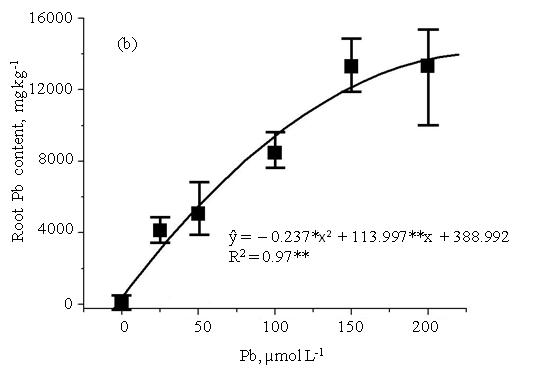 (b)
16000
12000
8000
4000
0
Root Pb content, mg kg⁻¹
ŷ = − 0.237*x² + 113.997**x + 388.992
R² = 0.97**
0 50 100 150 200
Pb, μmol L⁻¹